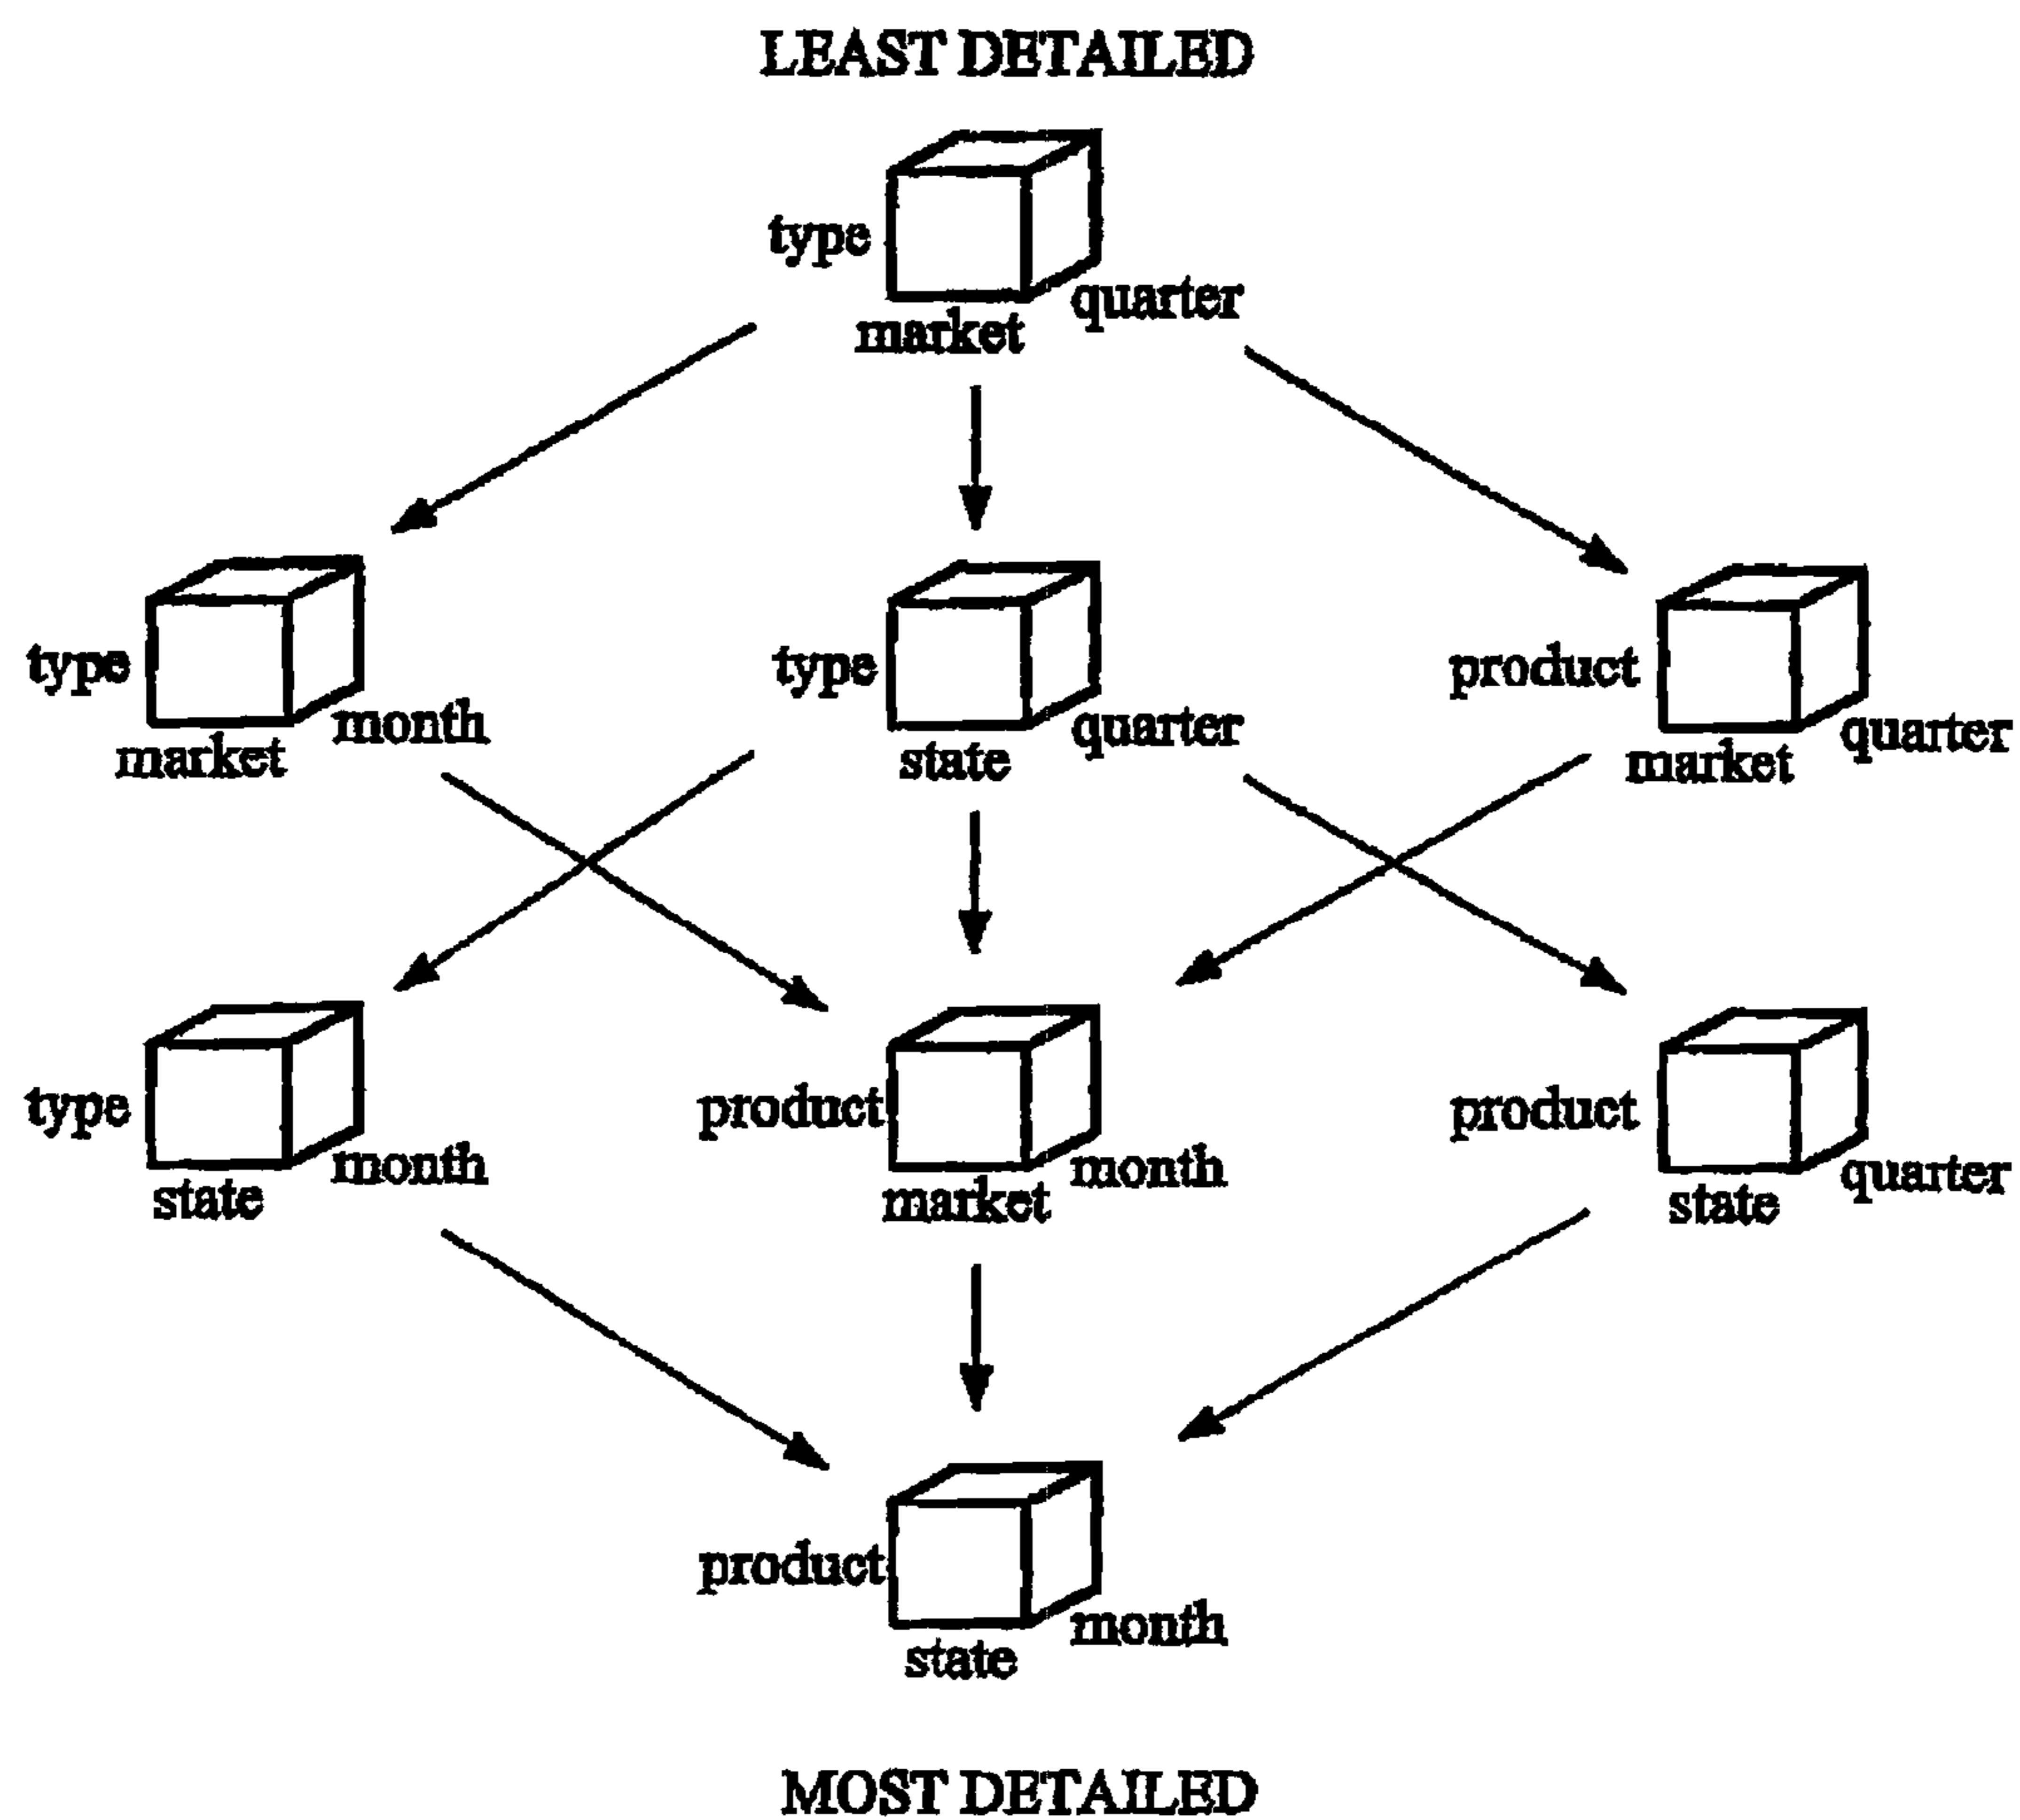 LEAST DETAILED
type
quarter
market
type
month
market
type
quarter
state
product
quarter
market
type
month
state
product
month
market
product
quarter
state
product
month
state
MOST DETAILED